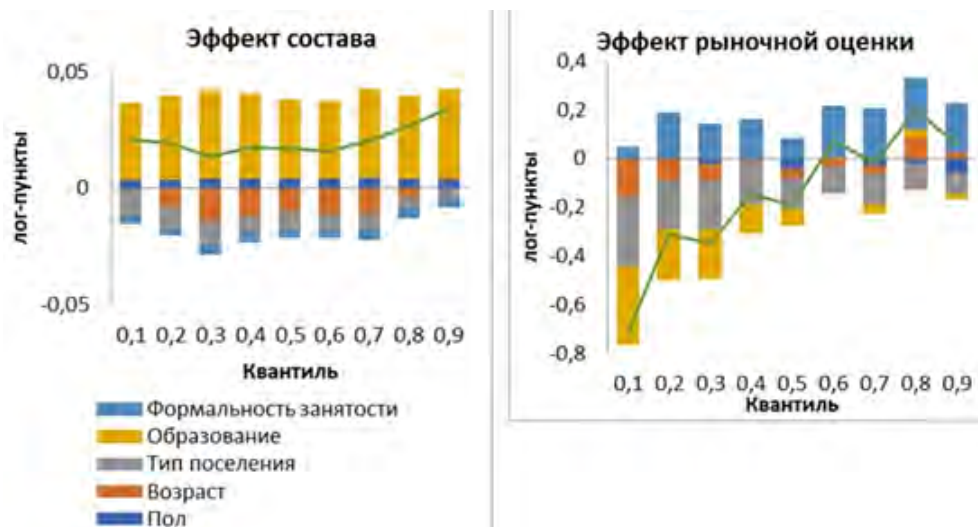 Эффект состава
0,05
0
-0,05
лог-пункты
0,1 0,2 0,3 0,4 0,5 0,6 0,7 0,8 0,9
Квантиль
Формальность занятости
Образование
Тип поселения
Возраст
Пол
Эффект рыночной оценки
0,4
0,2
0
-0,2
-0,4
-0,6
-0,8
лог-пункты
0,1 0,2 0,3 0,4 0,5 0,6 0,7 0,8 0,9
Квантиль